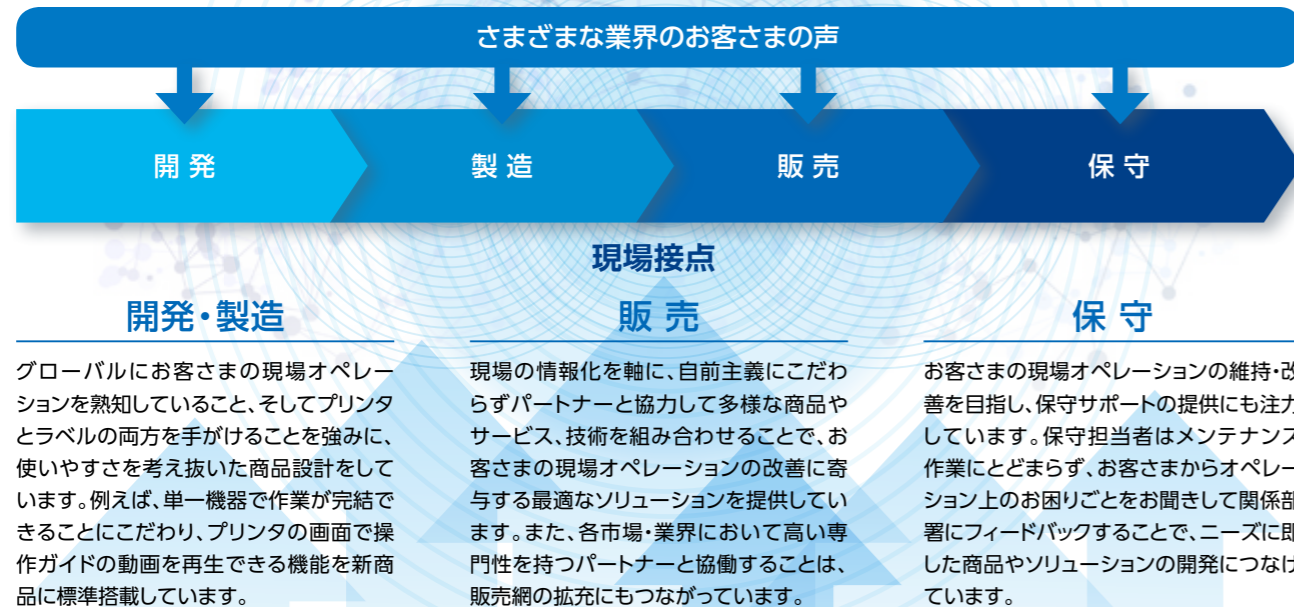 さまざまな業界のお客さまの声
開発
製造
販売
保守
現場接点
開発・製造
グローバルにお客さまの現場オペレー
ションを熟知していること、そしてプリンタ
とラベルの両方を手がけることを強みに、
使いやすさを考え抜いた商品設計をして
います。例えば、単一機器で作業が完結で
きることにこだわり、プリンタの画面で操
作ガイドの動画を再生できる機能を新商
品に標準搭載しています。
販売
現場の情報化を軸に、自前主義にこだわ
らずパートナーと協力して多様な商品や
サービス、技術を組み合わせることで、お
客さまの現場オペレーションの改善に寄
与する最適なソリューションを提供してい
ます。また、各市場・業界において高い専
門性を持つパートナーと協働することは、
販売網の拡充にもつながっています。
保守
お客さまの現場オペレーションの維持・改
善を目指し、保守サポートの提供にも注力
しています。保守担当者はメンテナンス
作業にとどまらず、お客さまからオペレー
ション上のお困りごとをお聞きして関係部
署にフィードバックすることで、ニーズに即
した商品やソリューションの開発につなげ
ています。